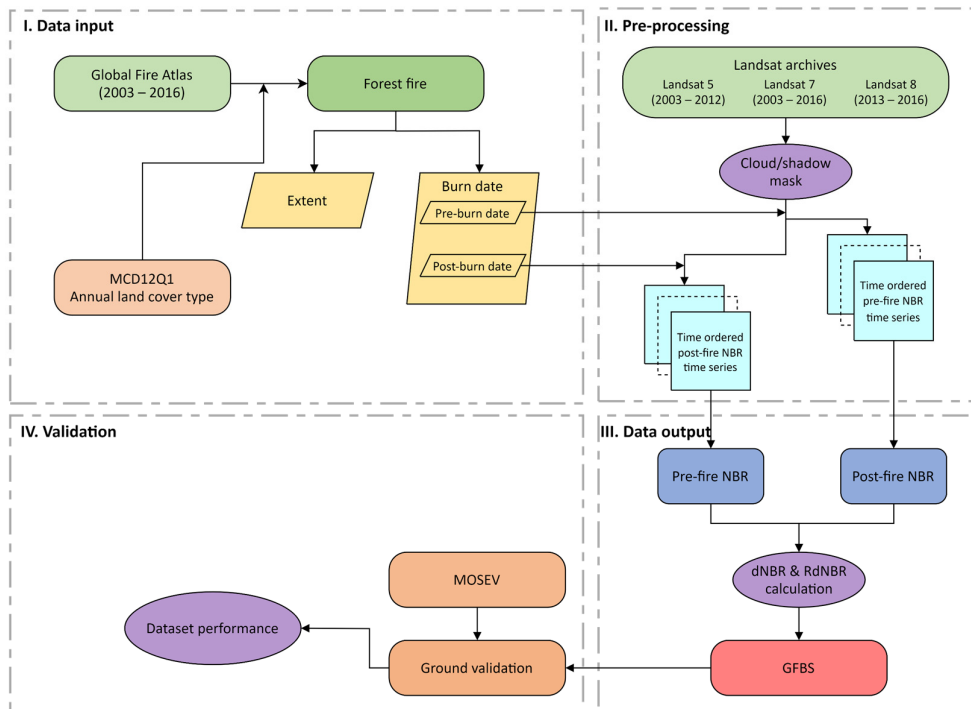 I. Data input
Global Fire Atlas
(2003 – 2016)
Forest fire
Extent
Burn date
Pre-burn date
Post-burn date
MCD12Q1
Annual land cover type
II. Pre-processing
Landsat archives
Landsat 5
(2003 – 2012)
Landsat 7
(2003 – 2016)
Landsat 8
(2013 – 2016)
Cloud/shadow
mask
Time ordered
post-fire NBR
time series
Time ordered
pre-fire NBR
time series
III. Data output
Pre-fire NBR
Post-fire NBR
dNBR & RdNBR
calculation
GFBS
IV. Validation
MOSEV
Ground validation
Dataset performance